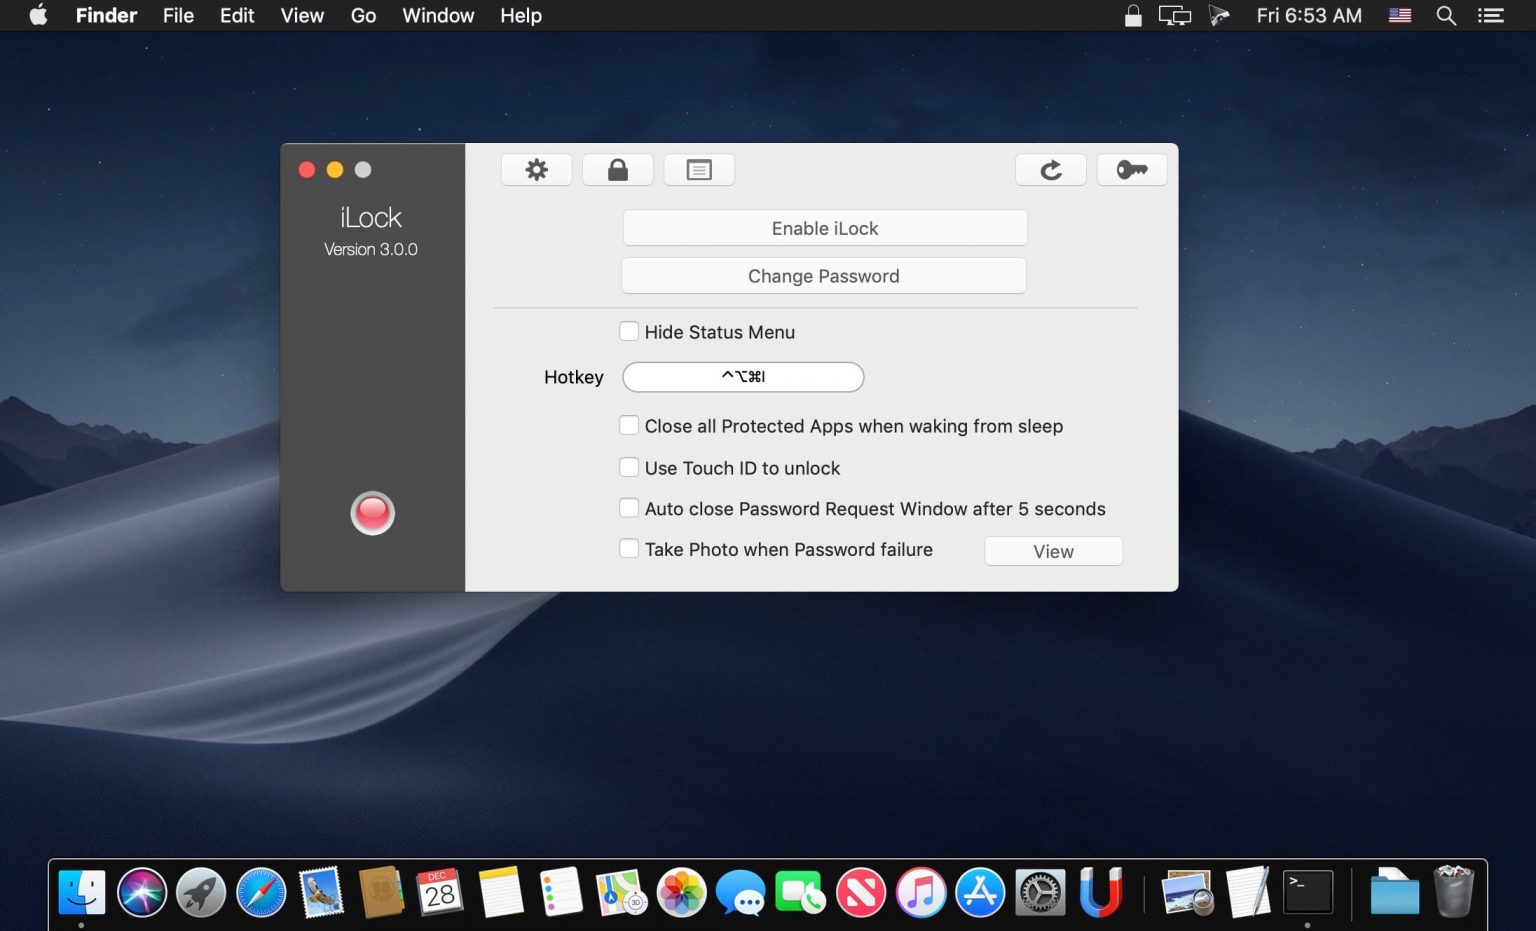 Finder File Edit View Go Window Help Fri 6:53 AM
iLock
Version 3.0.0
Enable iLock
Change Password
Hide Status Menu
Hotkey ^⌥⌘I
Close all Protected Apps when waking from sleep
Use Touch ID to unlock
Auto close Password Request Window after 5 seconds
Take Photo when Password failure View
DEC
28
3D
>_